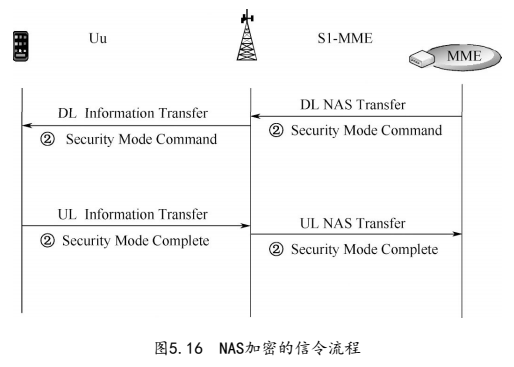 Uu
S1-MME
MME
DL Information Transfer
② Security Mode Command
DL NAS Transfer
② Security Mode Command
UL Information Transfer
② Security Mode Complete
UL NAS Transfer
② Security Mode Complete
图5.16 NAS加密的信令流程